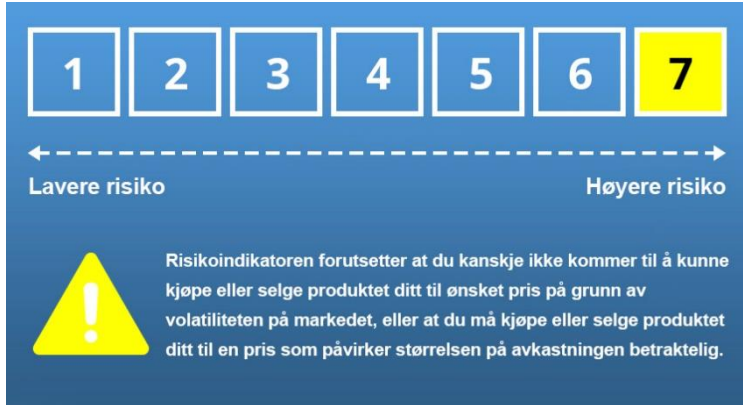 1 2 3 4 5 6 7
Lavere risiko Høyere risiko
Risikoindikatoren forutsetter at du kanskje ikke kommer til å kunne
kjøpe eller selge produktet ditt til ønsket pris på grunn av
volatiliteten på markedet, eller at du må kjøpe eller selge produktet
ditt til en pris som påvirker størrelsen på avkastningen betraktelig.